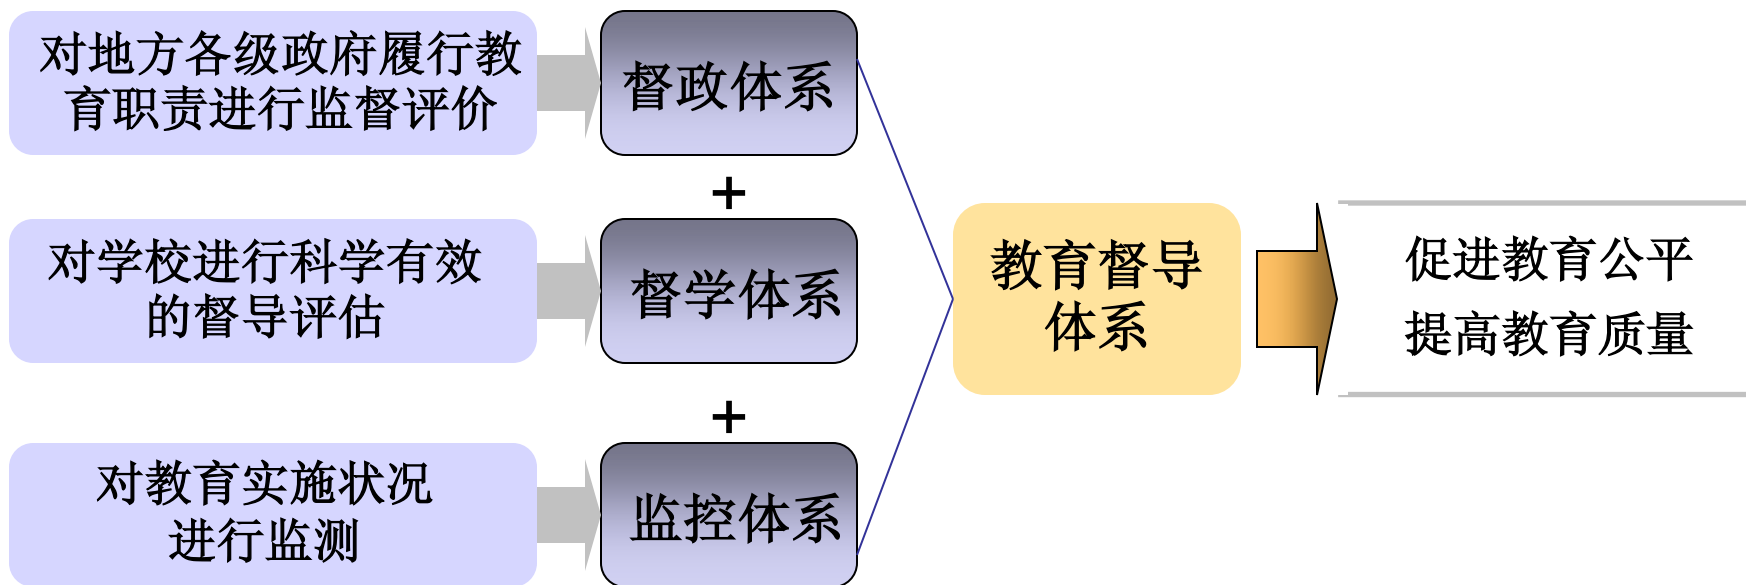 对地方各级政府履行教
育职责进行监督评价
督政体系
+
对学校进行科学有效
的督导评估
督学体系
+
对教育实施状况
进行监测
监控体系
教育督导
体系
促进教育公平
提高教育质量